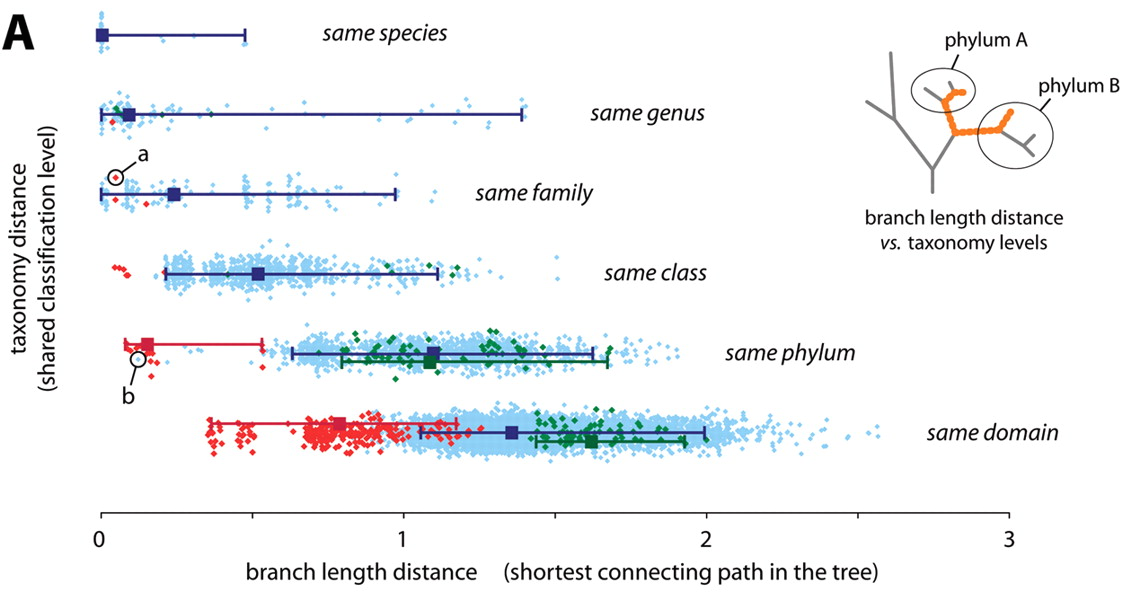 A
same species
same genus
a
same family
same class
same phylum
b
same domain
taxonomy distance
(shared classification level)
0 1 2 3
branch length distance (shortest connecting path in the tree)
phylum A
phylum B
branch length distance
vs. taxonomy levels